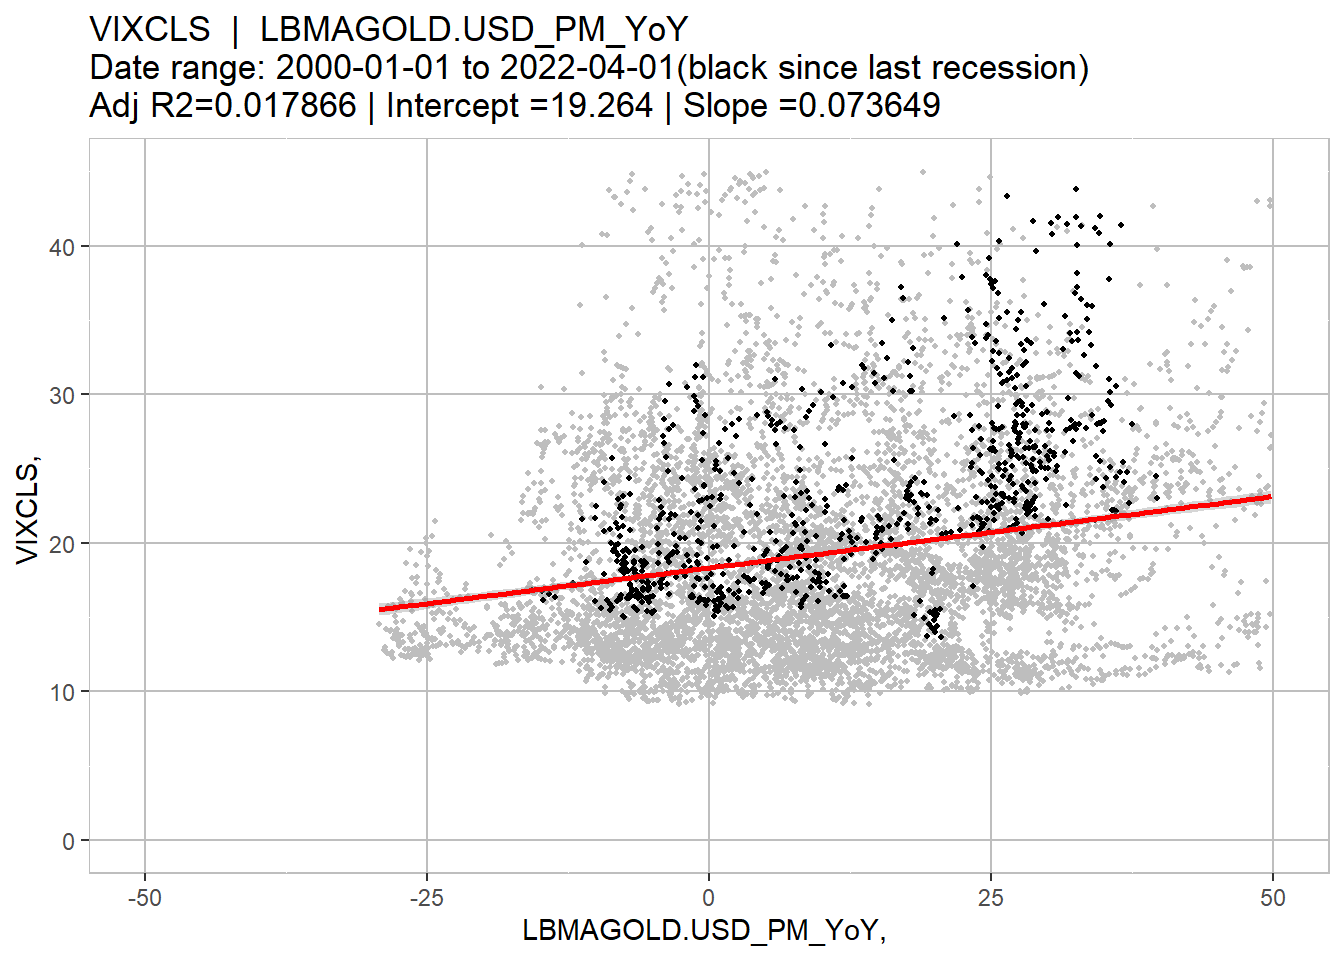 VIXCLS  |  LBMAGOLD.USD_PM_YoY
Date range: 2000-01-01 to 2022-04-01(black since last recession)
Adj R2=0.017866 | Intercept =19.264 | Slope =0.073649
40
30
20
10
0
VIXCLS,
-50 -25 0 25 50
LBMAGOLD.USD_PM_YoY,